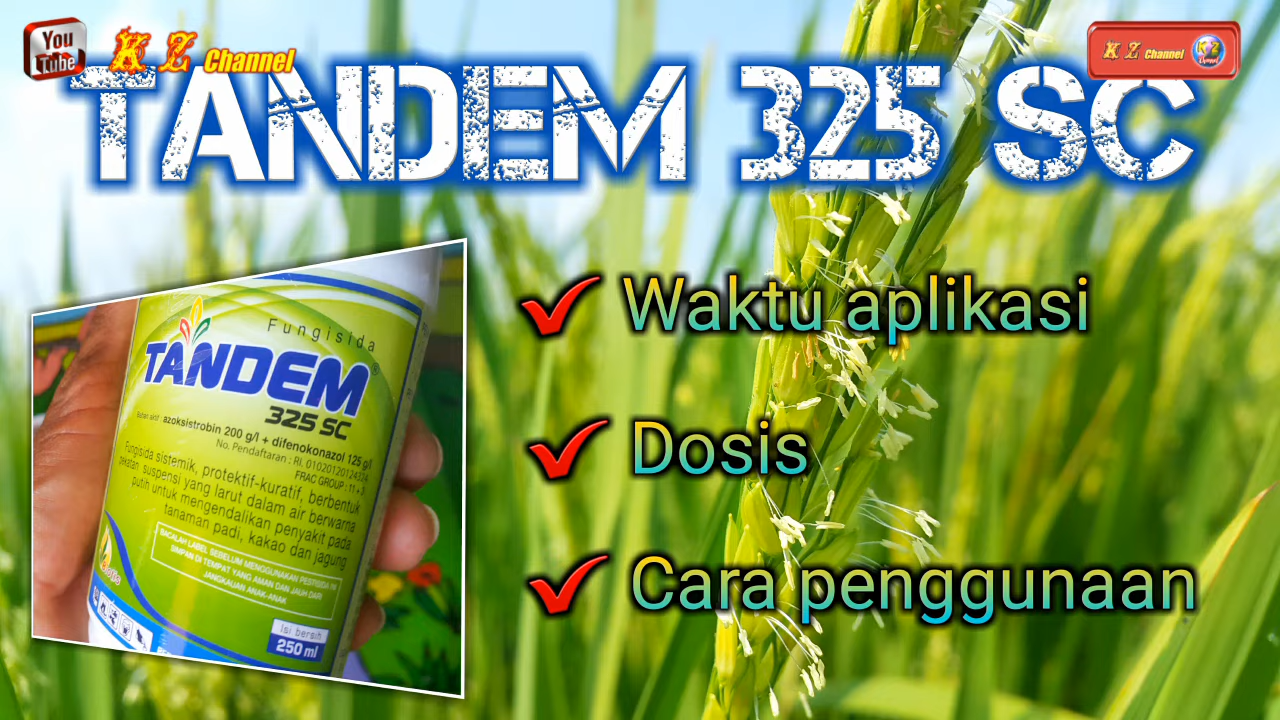 You
Tube
K Z Channel
K Z Channel
K Z
Channel
TANDEM 325 SC
Fungisida
TANDEM®
325 SC
Bahan aktif : azoksistrobin 200 g/l + difenokonazol 125 g/l
No. Pendaftaran : RI. 01020120124324
FRAC GROUP : 11 + 3
Fungisida sistemik, protektif-kuratif, berbentuk
pekatan suspensi yang larut dalam air berwarna
putih untuk mengendalikan penyakit pada
tanaman padi, kakao dan jagung
BACALAH LABEL SEBELUM MENGGUNAKAN PESTISIDA INI
SIMPAN DI TEMPAT YANG AMAN DAN JAUH DARI
JANGKAUAN ANAK-ANAK
Isi bersih
250 ml
Waktu aplikasi
Dosis
Cara penggunaan